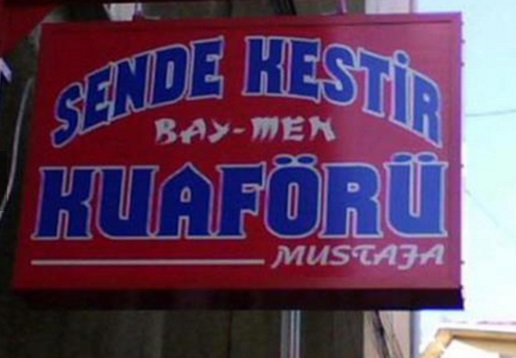 SENDE KESTİR
BAY-MEN
KUAFÖRÜ
MUSTAFA